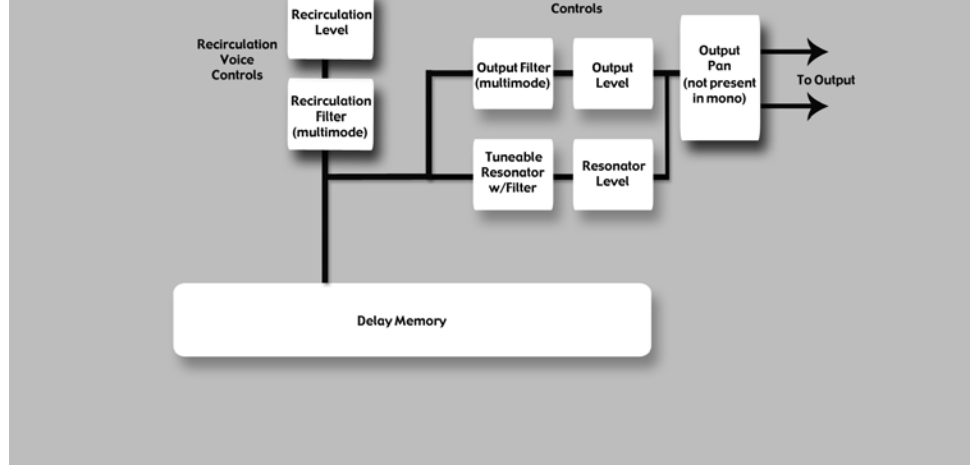 Recirculation
Level
Controls
Recirculation
Voice
Controls
Recirculation
Filter
(multimode)
Output Filter
(multimode)
Output
Level
Output
Pan
(not present
in mono)
To Output
Tuneable
Resonator
w/Filter
Resonator
Level
Delay Memory